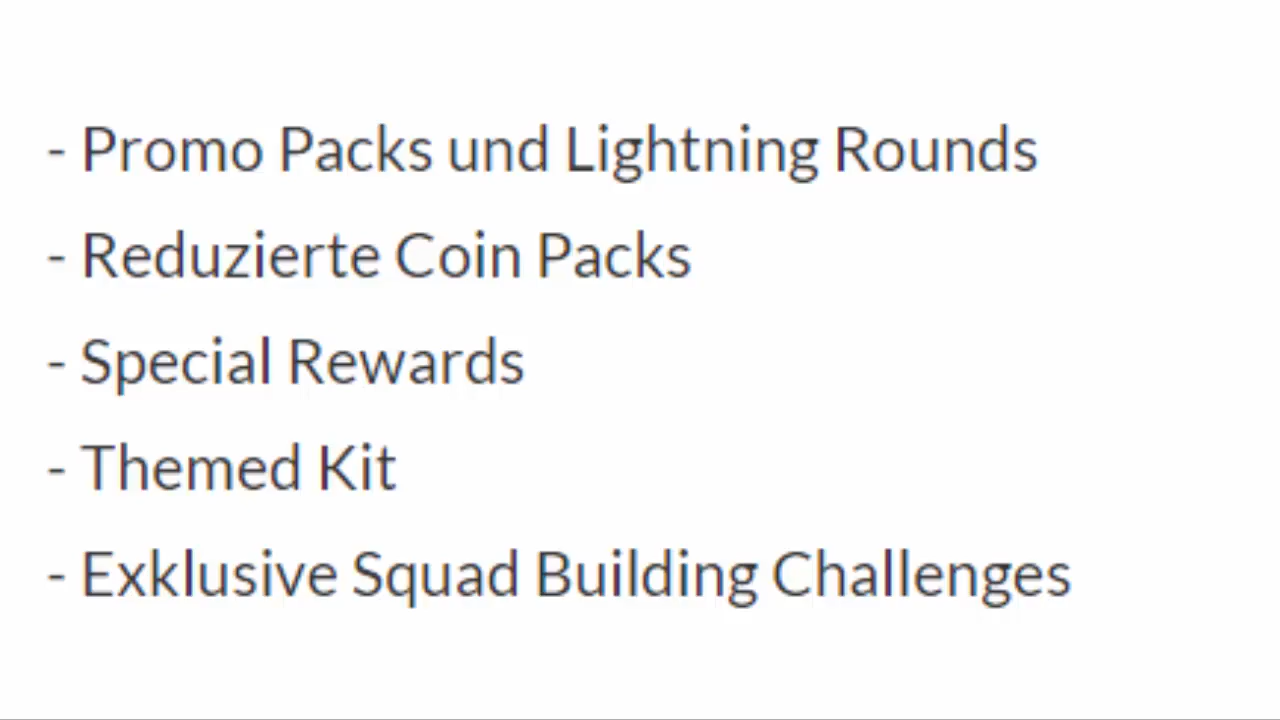 - Promo Packs und Lightning Rounds
- Reduzierte Coin Packs
- Special Rewards
- Themed Kit
- Exklusive Squad Building Challenges